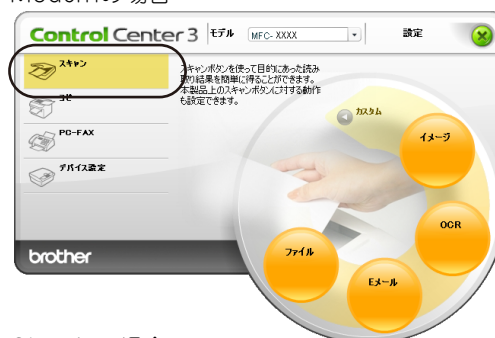 Control Center 3 モデル MFC- XXXX 設定
スキャン
コピー
PC-FAX
デバイス設定
スキャンボタンを使って目的にあった読み
取り結果を簡単に得ることができます。
本製品上のスキャンボタンに対する動作
も設定できます。
カスタム
イメージ
OCR
Eメール
ファイル
brother